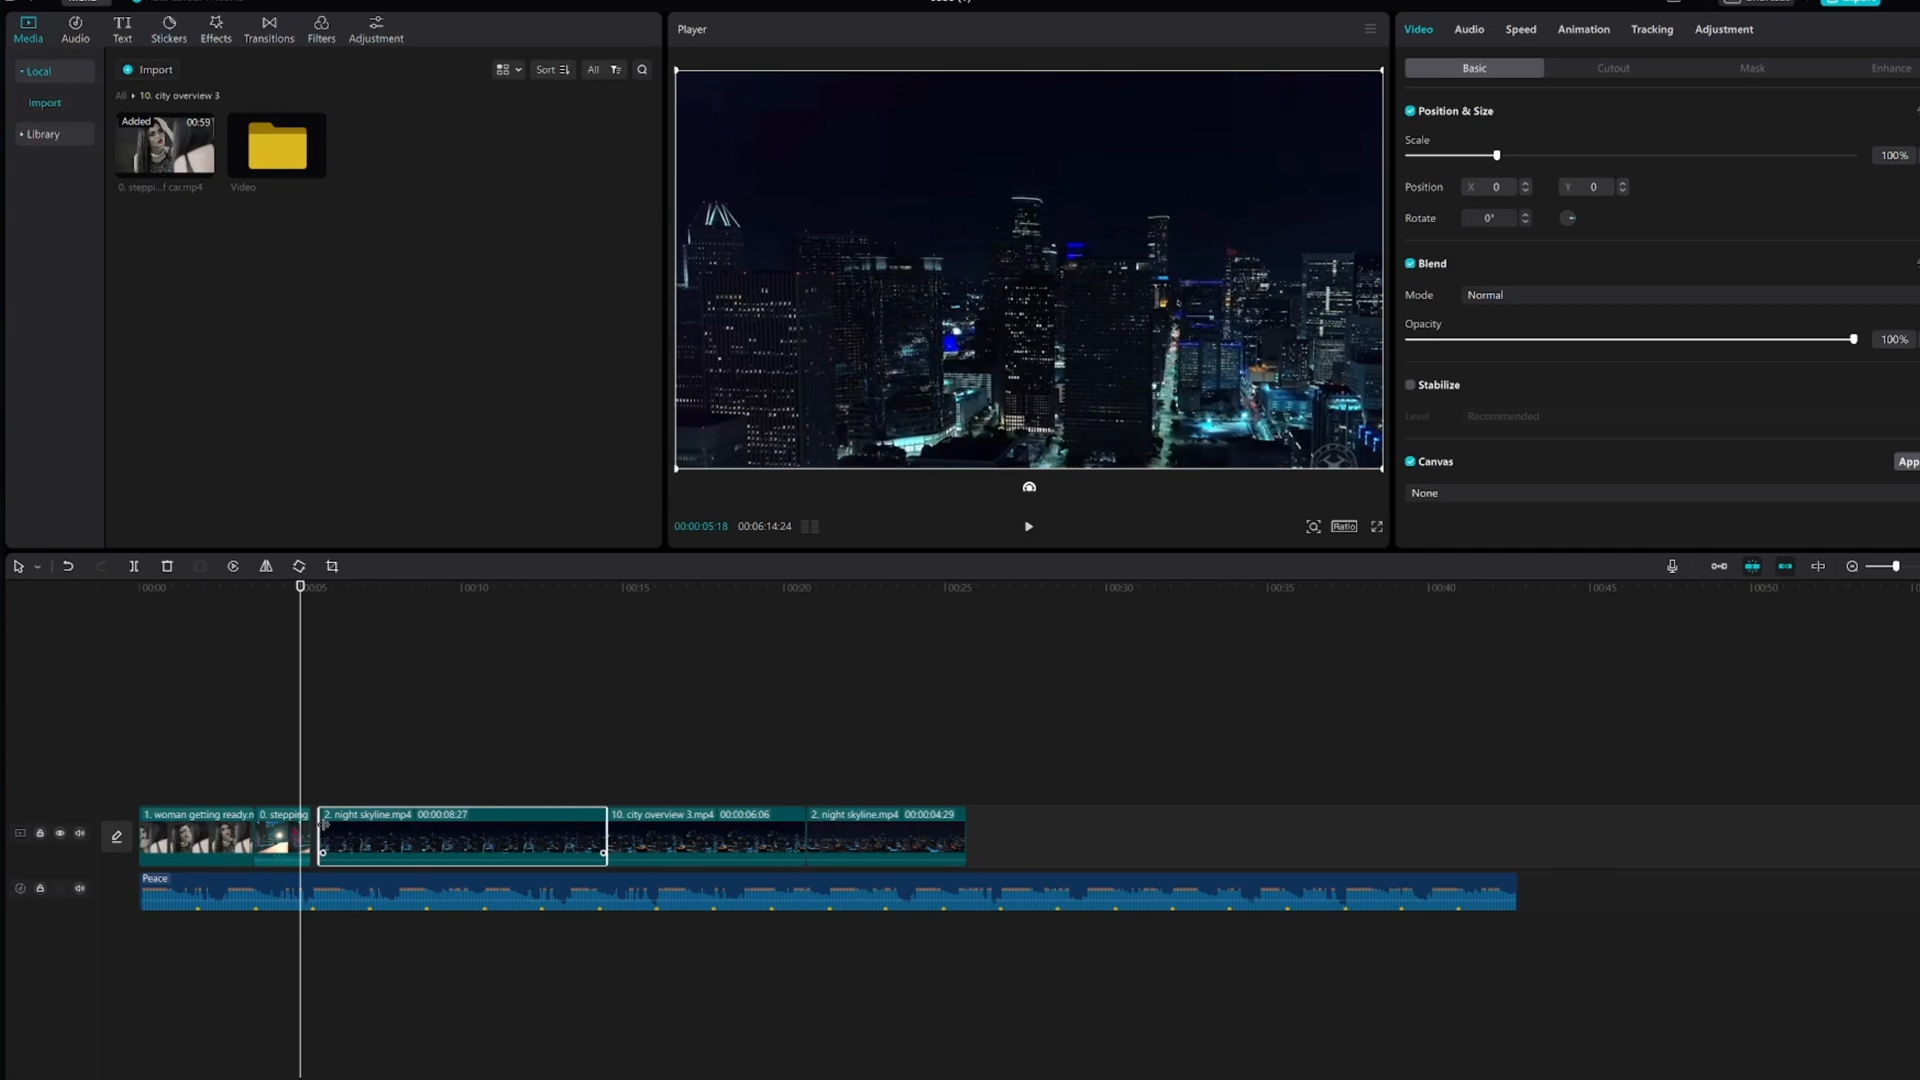 Media
Audio
Text
Stickers
Effects
Transitions
Filters
Adjustment
Local
Import
Library
Import
Sort
All
All
10. city overview 3
Added
00:59
0. steppi...f car.mp4
Video
Player
00:00:05:18
00:06:14:24
Ratio
Video
Audio
Speed
Animation
Tracking
Adjustment
Basic
Cutout
Mask
Enhance
Position & Size
Scale
100%
Position
X 0
Y 0
Rotate
0°
Blend
Mode
Normal
Opacity
100%
Stabilize
Level
Recommended
Canvas
App
None
00:00
00:05
00:10
00:15
00:20
00:25
00:30
00:35
00:40
00:45
00:50
1. woman getting ready.n
0. stepping
2. night skyline.mp4 00:00:08:27
10. city overview 3.mp4 00:00:06:06
2. night skyline.mp4 00:00:04:29
Peace